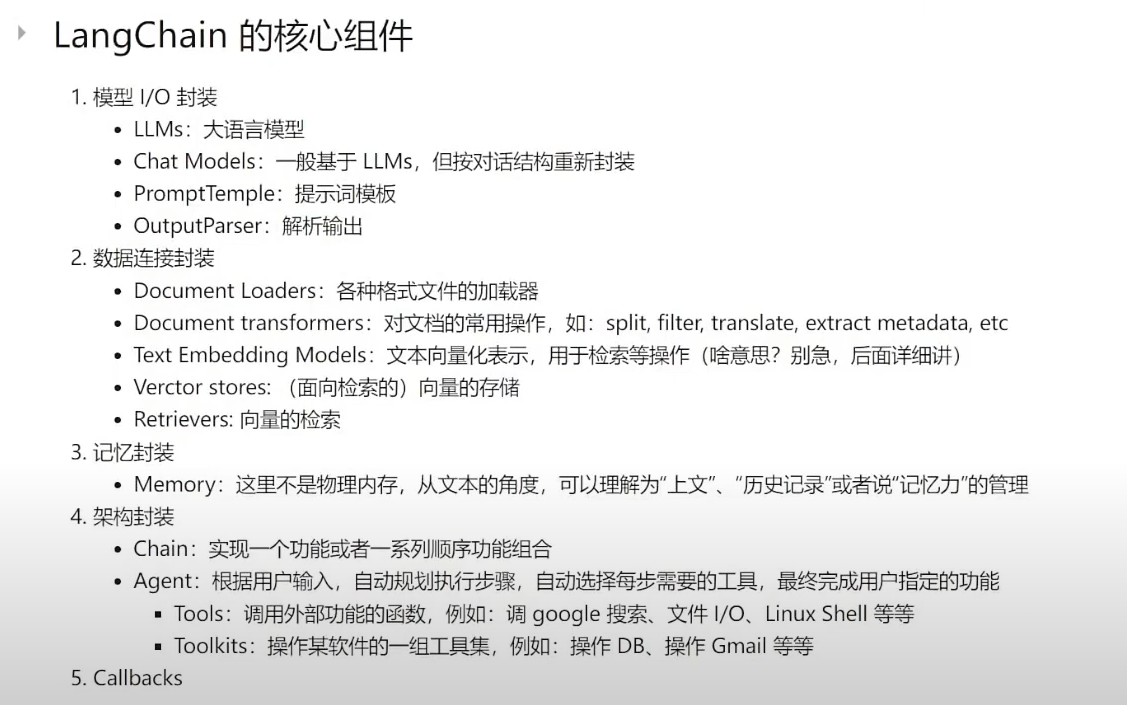 LangChain 的核心组件
1. 模型 I/O 封装
• LLMs：大语言模型
• Chat Models：一般基于 LLMs，但按对话结构重新封装
• PromptTemple：提示词模板
• OutputParser：解析输出
2. 数据连接封装
• Document Loaders：各种格式文件的加载器
• Document transformers：对文档的常用操作，如：split, filter, translate, extract metadata, etc
• Text Embedding Models：文本向量化表示，用于检索等操作（啥意思？别急，后面详细讲）
• Verctor stores: （面向检索的）向量的存储
• Retrievers: 向量的检索
3. 记忆封装
• Memory：这里不是物理内存，从文本的角度，可以理解为“上文”、“历史记录”或者说“记忆力”的管理
4. 架构封装
• Chain：实现一个功能或者一系列顺序功能组合
• Agent：根据用户输入，自动规划执行步骤，自动选择每步需要的工具，最终完成用户指定的功能
▪ Tools：调用外部功能的函数，例如：调 google 搜索、文件 I/O、Linux Shell 等等
▪ Toolkits：操作某软件的一组工具集，例如：操作 DB、操作 Gmail 等等
5. Callbacks